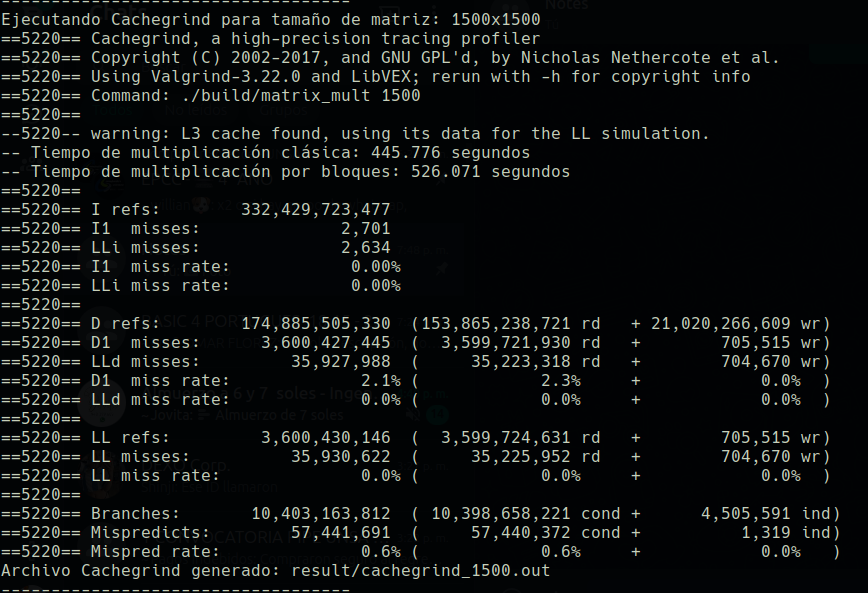 -----------------------------------
Ejecutando Cachegrind para tamaño de matriz: 1500x1500
==5220== Cachegrind, a high-precision tracing profiler
==5220== Copyright (C) 2002-2017, and GNU GPL'd, by Nicholas Nethercote et al.
==5220== Using Valgrind-3.22.0 and LibVEX; rerun with -h for copyright info
==5220== Command: ./build/matrix_mult 1500
==5220==
--5220-- warning: L3 cache found, using its data for the LL simulation.
-- Tiempo de multiplicación clásica: 445.776 segundos
-- Tiempo de multiplicación por bloques: 526.071 segundos
==5220==
==5220== I refs:        332,429,723,477
==5220== I1  misses:              2,701
==5220== LLi misses:              2,634
==5220== I1  miss rate:            0.00%
==5220== LLi miss rate:            0.00%
==5220==
==5220== D refs:        174,885,505,330  (153,865,238,721 rd   + 21,020,266,609 wr)
==5220== D1  misses:      3,600,427,445  (  3,599,721,930 rd   +        705,515 wr)
==5220== LLd misses:         35,927,988  (     35,223,318 rd   +        704,670 wr)
==5220== D1  miss rate:             2.1% (            2.3%     +            0.0%  )
==5220== LLd miss rate:             0.0% (            0.0%     +            0.0%  )
==5220==
==5220== LL refs:         3,600,430,146  (  3,599,724,631 rd   +        705,515 wr)
==5220== LL misses:          35,930,622  (     35,225,952 rd   +        704,670 wr)
==5220== LL miss rate:              0.0% (            0.0%     +            0.0%  )
==5220==
==5220== Branches:       10,403,163,812  ( 10,398,658,221 cond +      4,505,591 ind)
==5220== Mispredicts:        57,441,691  (     57,440,372 cond +          1,319 ind)
==5220== Mispred rate:              0.6% (            0.6%     +            0.0%   )
Archivo Cachegrind generado: result/cachegrind_1500.out
-----------------------------------